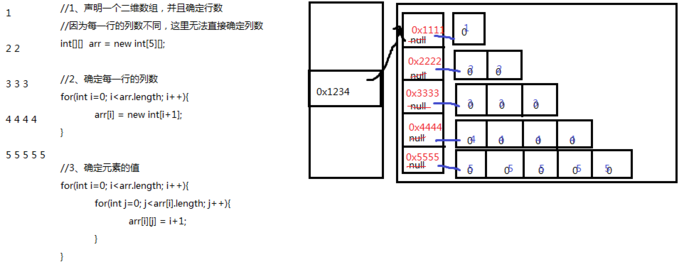 1
2 2
3 3 3
4 4 4 4
5 5 5 5 5
//1、声明一个二维数组，并且确定行数
//因为每一行的列数不同，这里无法直接确定列数
int[][] arr = new int[5][];
//2、确定每一行的列数
for(int i=0; i<arr.length; i++){
arr[i] = new int[i+1];
}
//3、确定元素的值
for(int i=0; i<arr.length; i++){
for(int j=0; j<arr[i].length; j++){
arr[i][j] = i+1;
}
}
0x1234
0x1111
null
0 1
0x2222
null
0 2 0 2
0x3333
null
0 3 0 3 0 3
0x4444
null
0 4 0 4 0 4 0 4
0x5555
null
0 5 0 5 0 5 0 5 0 5